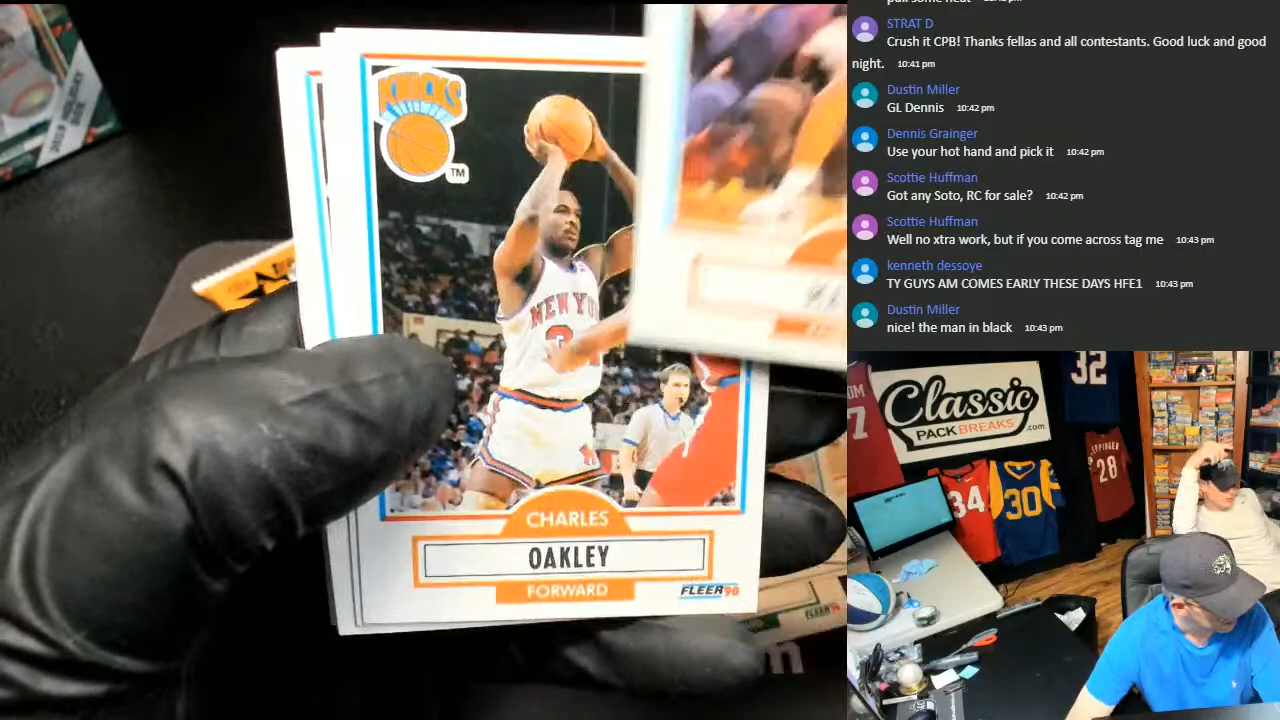 KNICKS
TM
NEW YO
3
CHARLES
OAKLEY
FORWARD
FLEER'90
STRAT D
Crush it CPB! Thanks fellas and all contestants. Good luck and good
night. 10:41 pm
Dustin Miller
GL Dennis 10:42 pm
Dennis Grainger
Use your hot hand and pick it 10:42 pm
Scottie Huffman
Got any Soto, RC for sale? 10:42 pm
Scottie Huffman
Well no xtra work, but if you come across tag me 10:43 pm
kenneth dessoye
TY GUYS AM COMES EARLY THESE DAYS HFE1 10:43 pm
Dustin Miller
nice! the man in black 10:43 pm
Classic
PACK BREAKS.com
32
7
34
30
28